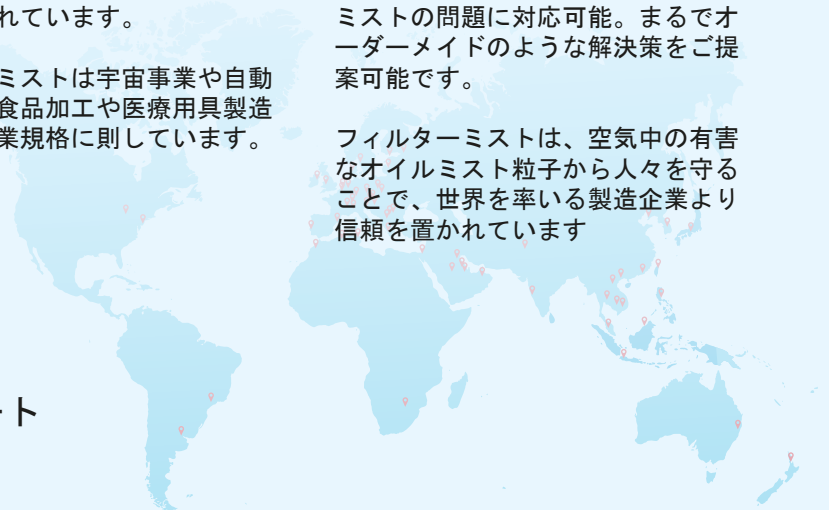 れています。
ミストは宇宙事業や自動
食品加工や医療用具製造
業規格に則しています。
ミストの問題に対応可能。まるでオ
ーダーメイドのような解決策をご提
案可能です。
フィルターミストは、空気中の有害
なオイルミスト粒子から人々を守る
ことで、世界を率いる製造企業より
信頼を置かれています
ート